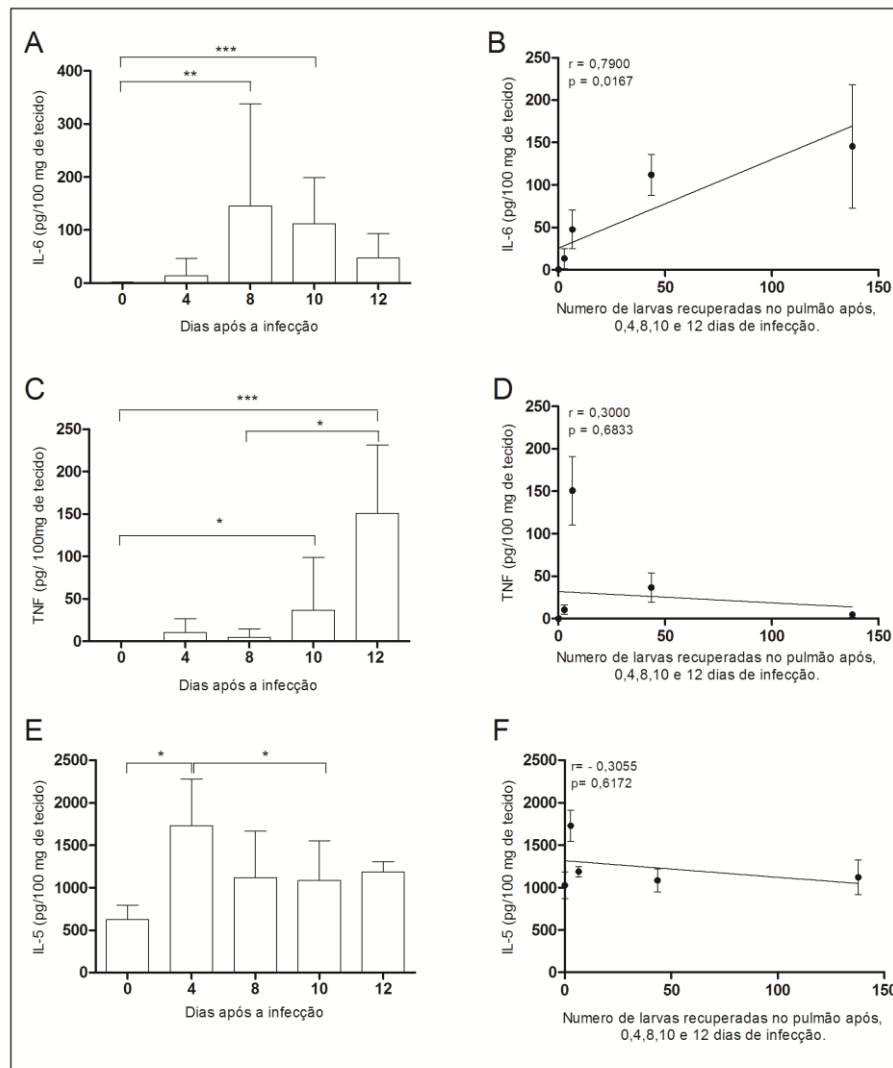 A
***
**
400
300
200
100
0
IL-6 (pg/100 mg de tecido)
0 4 8 10 12
Dias após a infecção
B
r = 0,7900
p = 0,0167
250
200
150
100
50
0
IL-6 (pg/100 mg de tecido)
0 50 100 150
Numero de larvas recuperadas no pulmão após,
0,4,8,10 e 12 dias de infecção.
C
***
*
*
250
200
150
100
50
0
TNF (pg/ 100mg de tecido)
0 4 8 10 12
Dias após a infecção
D
r = 0,3000
p = 0,6833
250
200
150
100
50
0
TNF (pg/100 mg de tecido)
0 50 100 150
Numero de larvas recuperadas no pulmão após,
0,4,8,10 e 12 dias de infecção.
E
* *
2500
2000
1500
1000
500
0
IL-5 (pg/100 mg de tecido)
0 4 8 10 12
Dias após a infecção
F
r= - 0,3055
p= 0,6172
2500
2000
1500
1000
500
0
IL-5 (pg/100 mg de tecido)
0 50 100 150
Numero de larvas recuperadas no pulmão após,
0,4,8,10 e 12 dias de infecção.